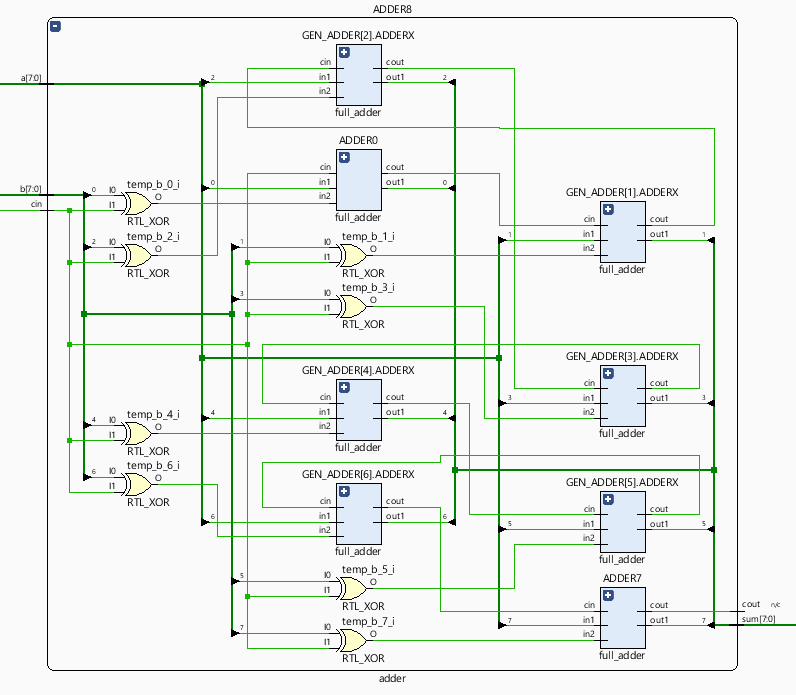 ADDER8
GEN_ADDER[2].ADDERX
cin
cout
a[7:0]
2
in1
out1
2
in2
full_adder
ADDER0
cin
cout
b[7:0]
0
in1
out1
0
in2
full_adder
cin
0
I0
temp_b_0_i
O
I1
RTL_XOR
GEN_ADDER[1].ADDERX
cin
cout
1
in1
out1
1
in2
full_adder
2
I0
temp_b_2_i
O
I1
RTL_XOR
1
I0
temp_b_1_i
O
I1
RTL_XOR
3
I0
temp_b_3_i
O
I1
RTL_XOR
GEN_ADDER[4].ADDERX
cin
cout
4
in1
out1
4
in2
full_adder
GEN_ADDER[3].ADDERX
cin
cout
3
in1
out1
3
in2
full_adder
4
I0
temp_b_4_i
O
I1
RTL_XOR
6
I0
temp_b_6_i
O
I1
RTL_XOR
GEN_ADDER[6].ADDERX
cin
cout
6
in1
out1
6
in2
full_adder
GEN_ADDER[5].ADDERX
cin
cout
5
in1
out1
5
in2
full_adder
5
I0
temp_b_5_i
O
I1
RTL_XOR
7
I0
temp_b_7_i
O
I1
RTL_XOR
ADDER7
cin
cout
7
in1
out1
7
in2
full_adder
cout
n/c
sum[7:0]
adder